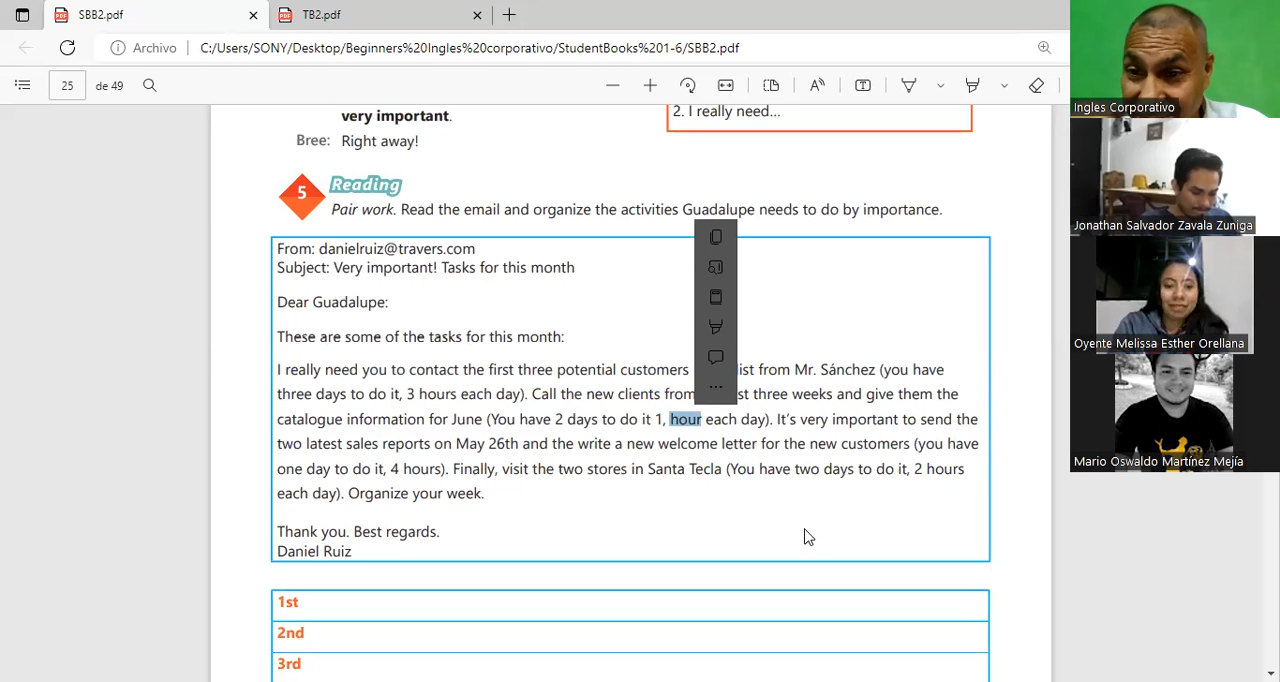 SBB2.pdf
TB2.pdf
Archivo
C:/Users/SONY/Desktop/Beginners%20Ingles%20corporativo/StudentBooks%201-6/SBB2.pdf
25 de 49
very important.
Bree: Right away!
2. I really need...
5
Reading
Pair work. Read the email and organize the activities Guadalupe needs to do by importance.
From: danielruiz@travers.com
Subject: Very important! Tasks for this month
Dear Guadalupe:
These are some of the tasks for this month:
I really need you to contact the first three potential customers list from Mr. Sánchez (you have
three days to do it, 3 hours each day). Call the new clients from three weeks and give them the
catalogue information for June (You have 2 days to do it 1, hour each day). It's very important to send the
two latest sales reports on May 26th and the write a new welcome letter for the new customers (you have
one day to do it, 4 hours). Finally, visit the two stores in Santa Tecla (You have two days to do it, 2 hours
each day). Organize your week.
Thank you. Best regards.
Daniel Ruiz
1st
2nd
3rd
Ingles Corporativo
Jonathan Salvador Zavala Zuniga
Oyente Melissa Esther Orellana
Mario Oswaldo Martínez Mejía